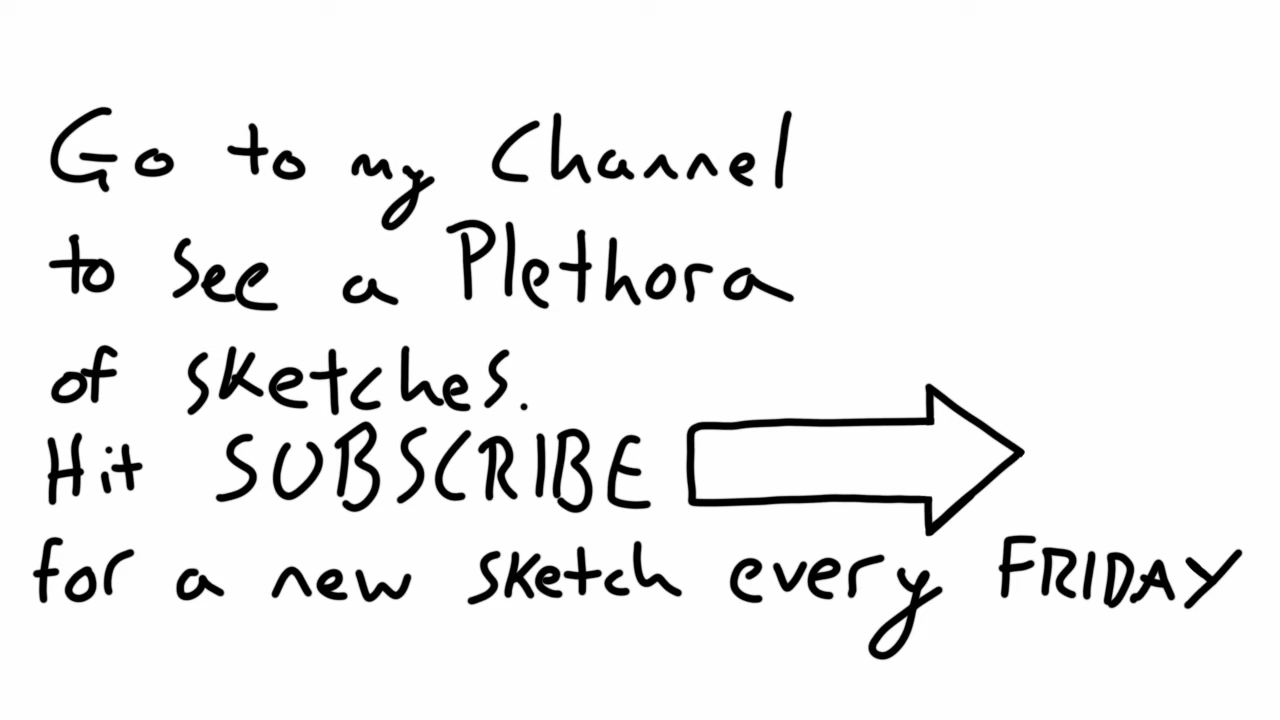 Go to my Channel
to see a Plethora
of sketches.
Hit SUBSCRIBE
for a new sketch every FRIDAY